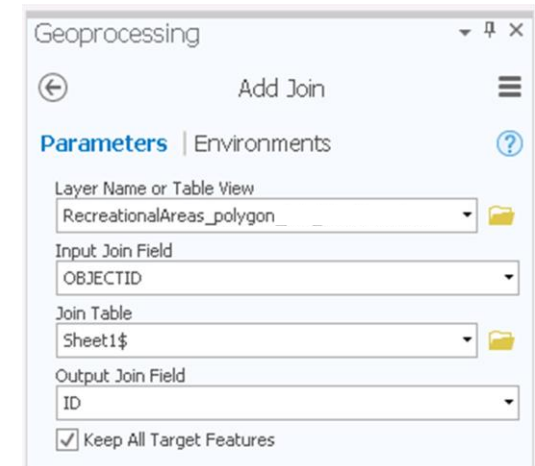 Geoprocessing
Add Join
Parameters | Environments
Layer Name or Table View
RecreationalAreas_polygon_ _
Input Join Field
OBJECTID
Join Table
Sheet1$
Output Join Field
ID
Keep All Target Features